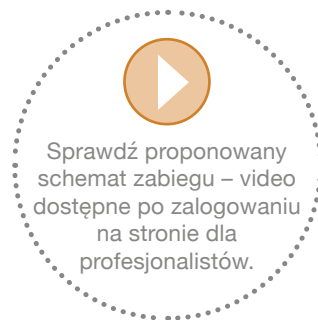 Sprawdź proponowany
schemat zabiegu – video
dostępne po zalogowaniu
na stronie dla
profesjonalistów.